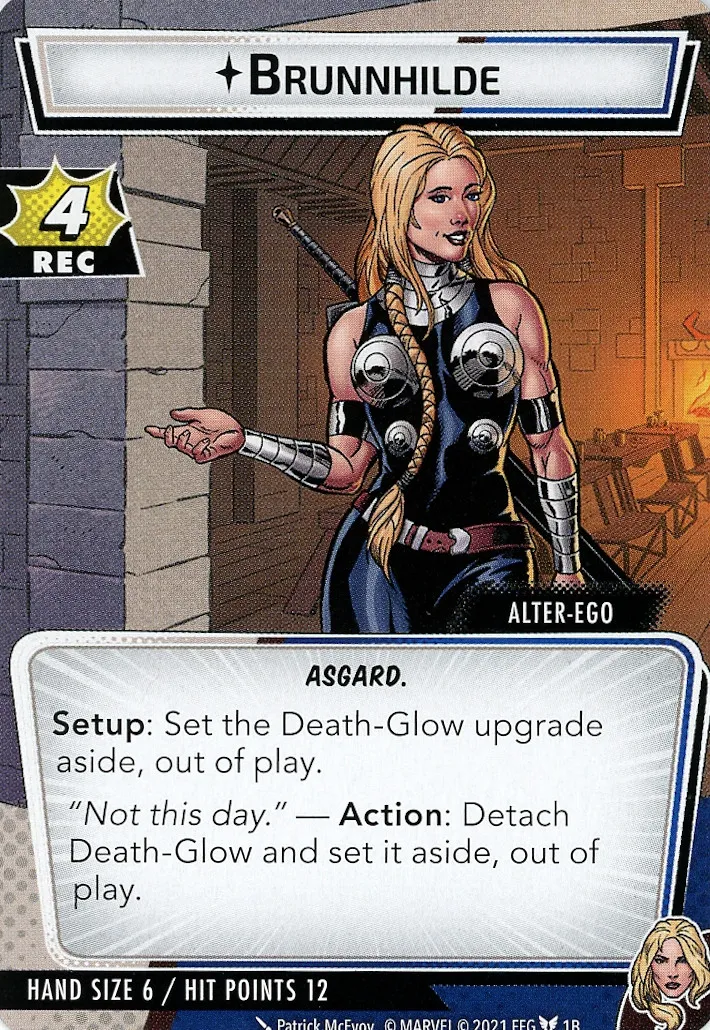 BRUNNHILDE
4
REC
ALTER-EGO
ASGARD.
Setup: Set the Death-Glow upgrade
aside, out of play.
“Not this day.” — Action: Detach
Death-Glow and set it aside, out of
play.
HAND SIZE 6 / HIT POINTS 12
Patrick McEvoy © MARVEL © 2021 FFG 1B